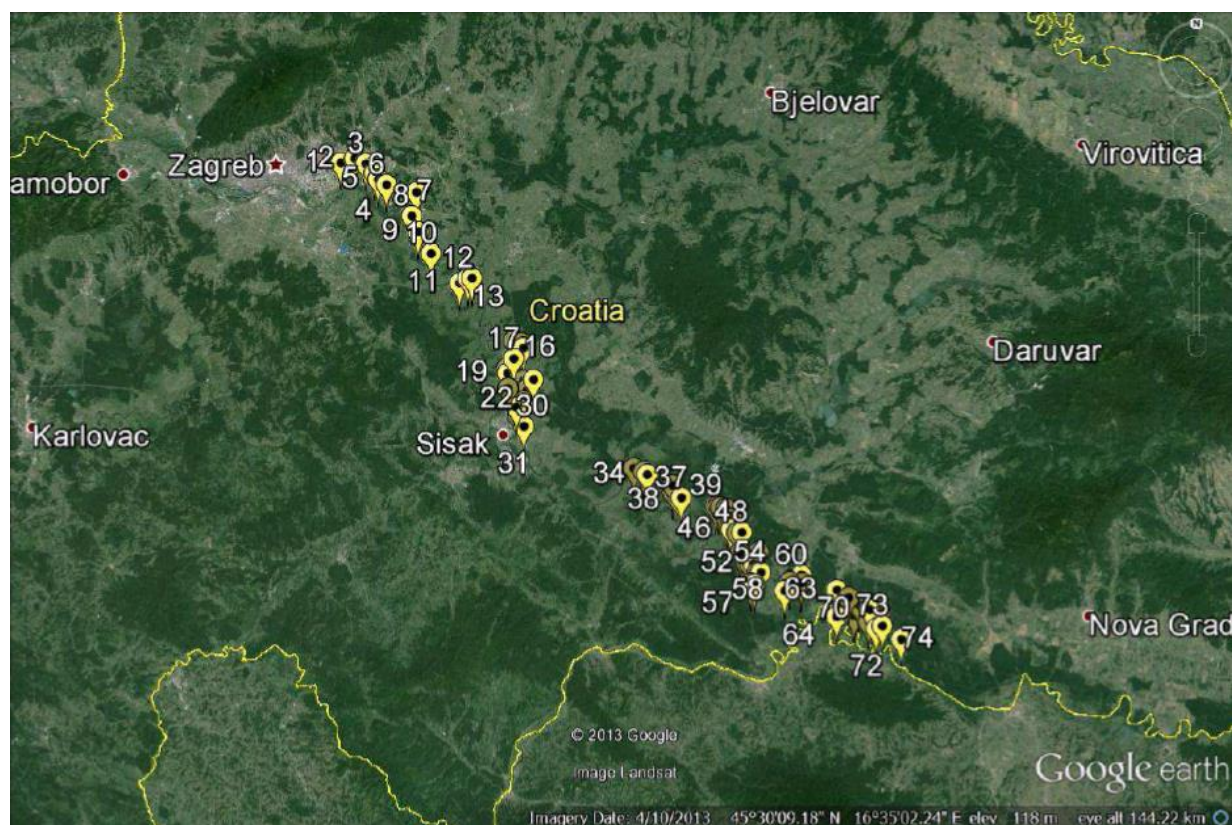 N
Bjelovar
Virovitica
Zagreb
amobor
1 2 3
5 6
4 8 7
9 10
11 12
13
Croatia
17 16
19
22 30
Daruvar
Karlovac
Sisak
31
34 37
38 39
46 48
52 54 60
57 58 63
64 70 73
72 74
Nova Grad
© 2013 Google
Image Landsat
Google earth
Imagery Date: 4/10/2013 45°30'09.18" N 16°35'02.24" E elev 118 m eye alt 144.22 km